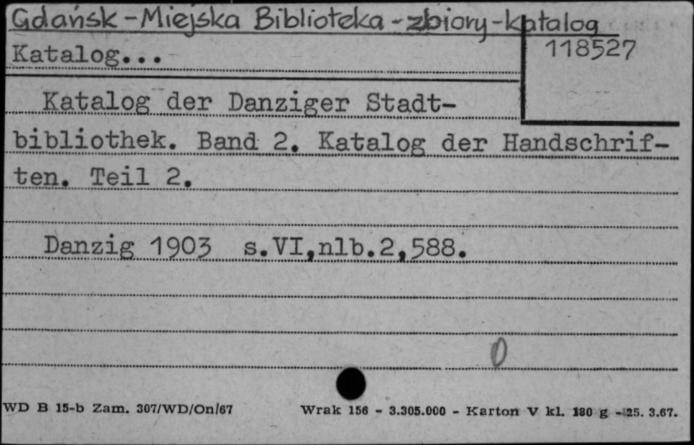 Gdańsk-Miejska Biblioteka-zbiory-katalog
118527
Katalog...
Katalog der Danziger Stadt-
bibliothek. Band 2. Katalog der Handschrif-
ten. Teil 2.
Danzig 1903 s.VI,nlb.2,588.
0
WD B 15-b Zam. 307/WD/On/67 Wrak 156 - 3.305.000 - Karton V kl. 180 g - 25. 3.67.